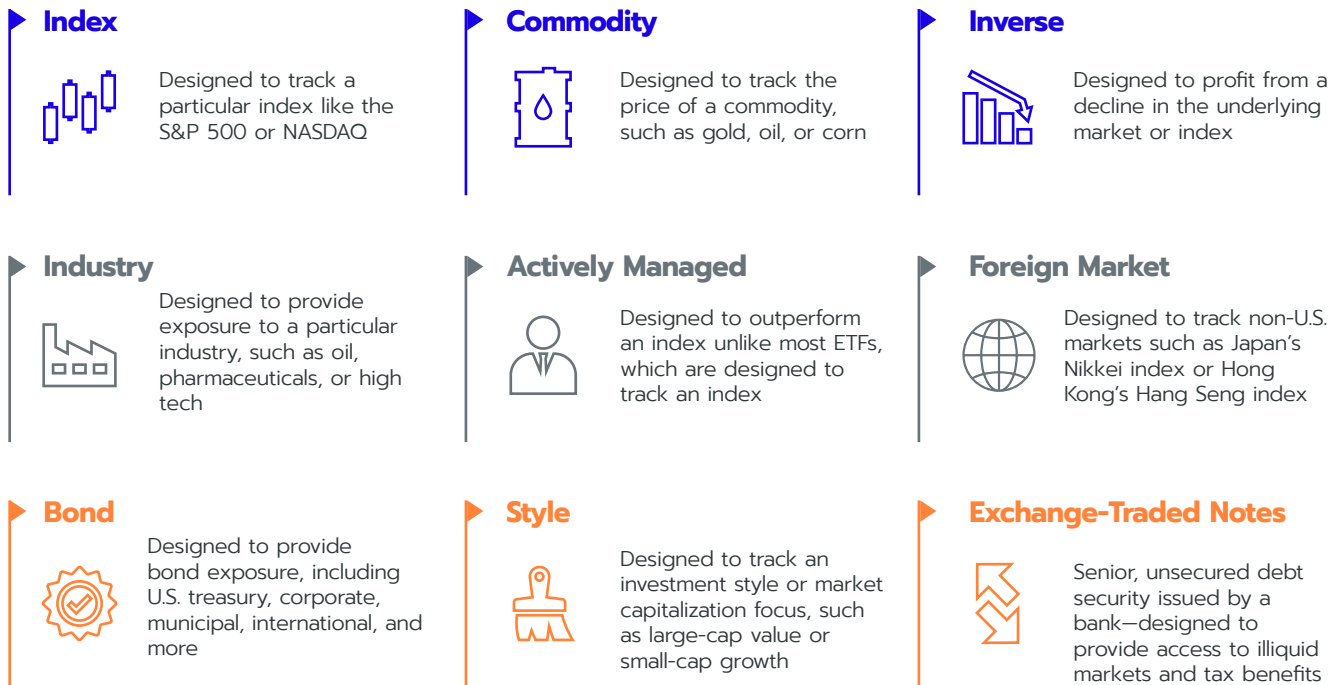 Index
Designed to track a
particular index like the
S&P 500 or NASDAQ
Commodity
Designed to track the
price of a commodity,
such as gold, oil, or corn
Inverse
Designed to profit from a
decline in the underlying
market or index
Industry
Designed to provide
exposure to a particular
industry, such as oil,
pharmaceuticals, or high
tech
Actively Managed
Designed to outperform
an index unlike most ETFs,
which are designed to
track an index
Foreign Market
Designed to track non-U.S.
markets such as Japan’s
Nikkei index or Hong
Kong’s Hang Seng index
Bond
Designed to provide
bond exposure, including
U.S. treasury, corporate,
municipal, international, and
more
Style
Designed to track an
investment style or market
capitalization focus, such
as large-cap value or
small-cap growth
Exchange-Traded Notes
Senior, unsecured debt
security issued by a
bank—designed to
provide access to illiquid
markets and tax benefits